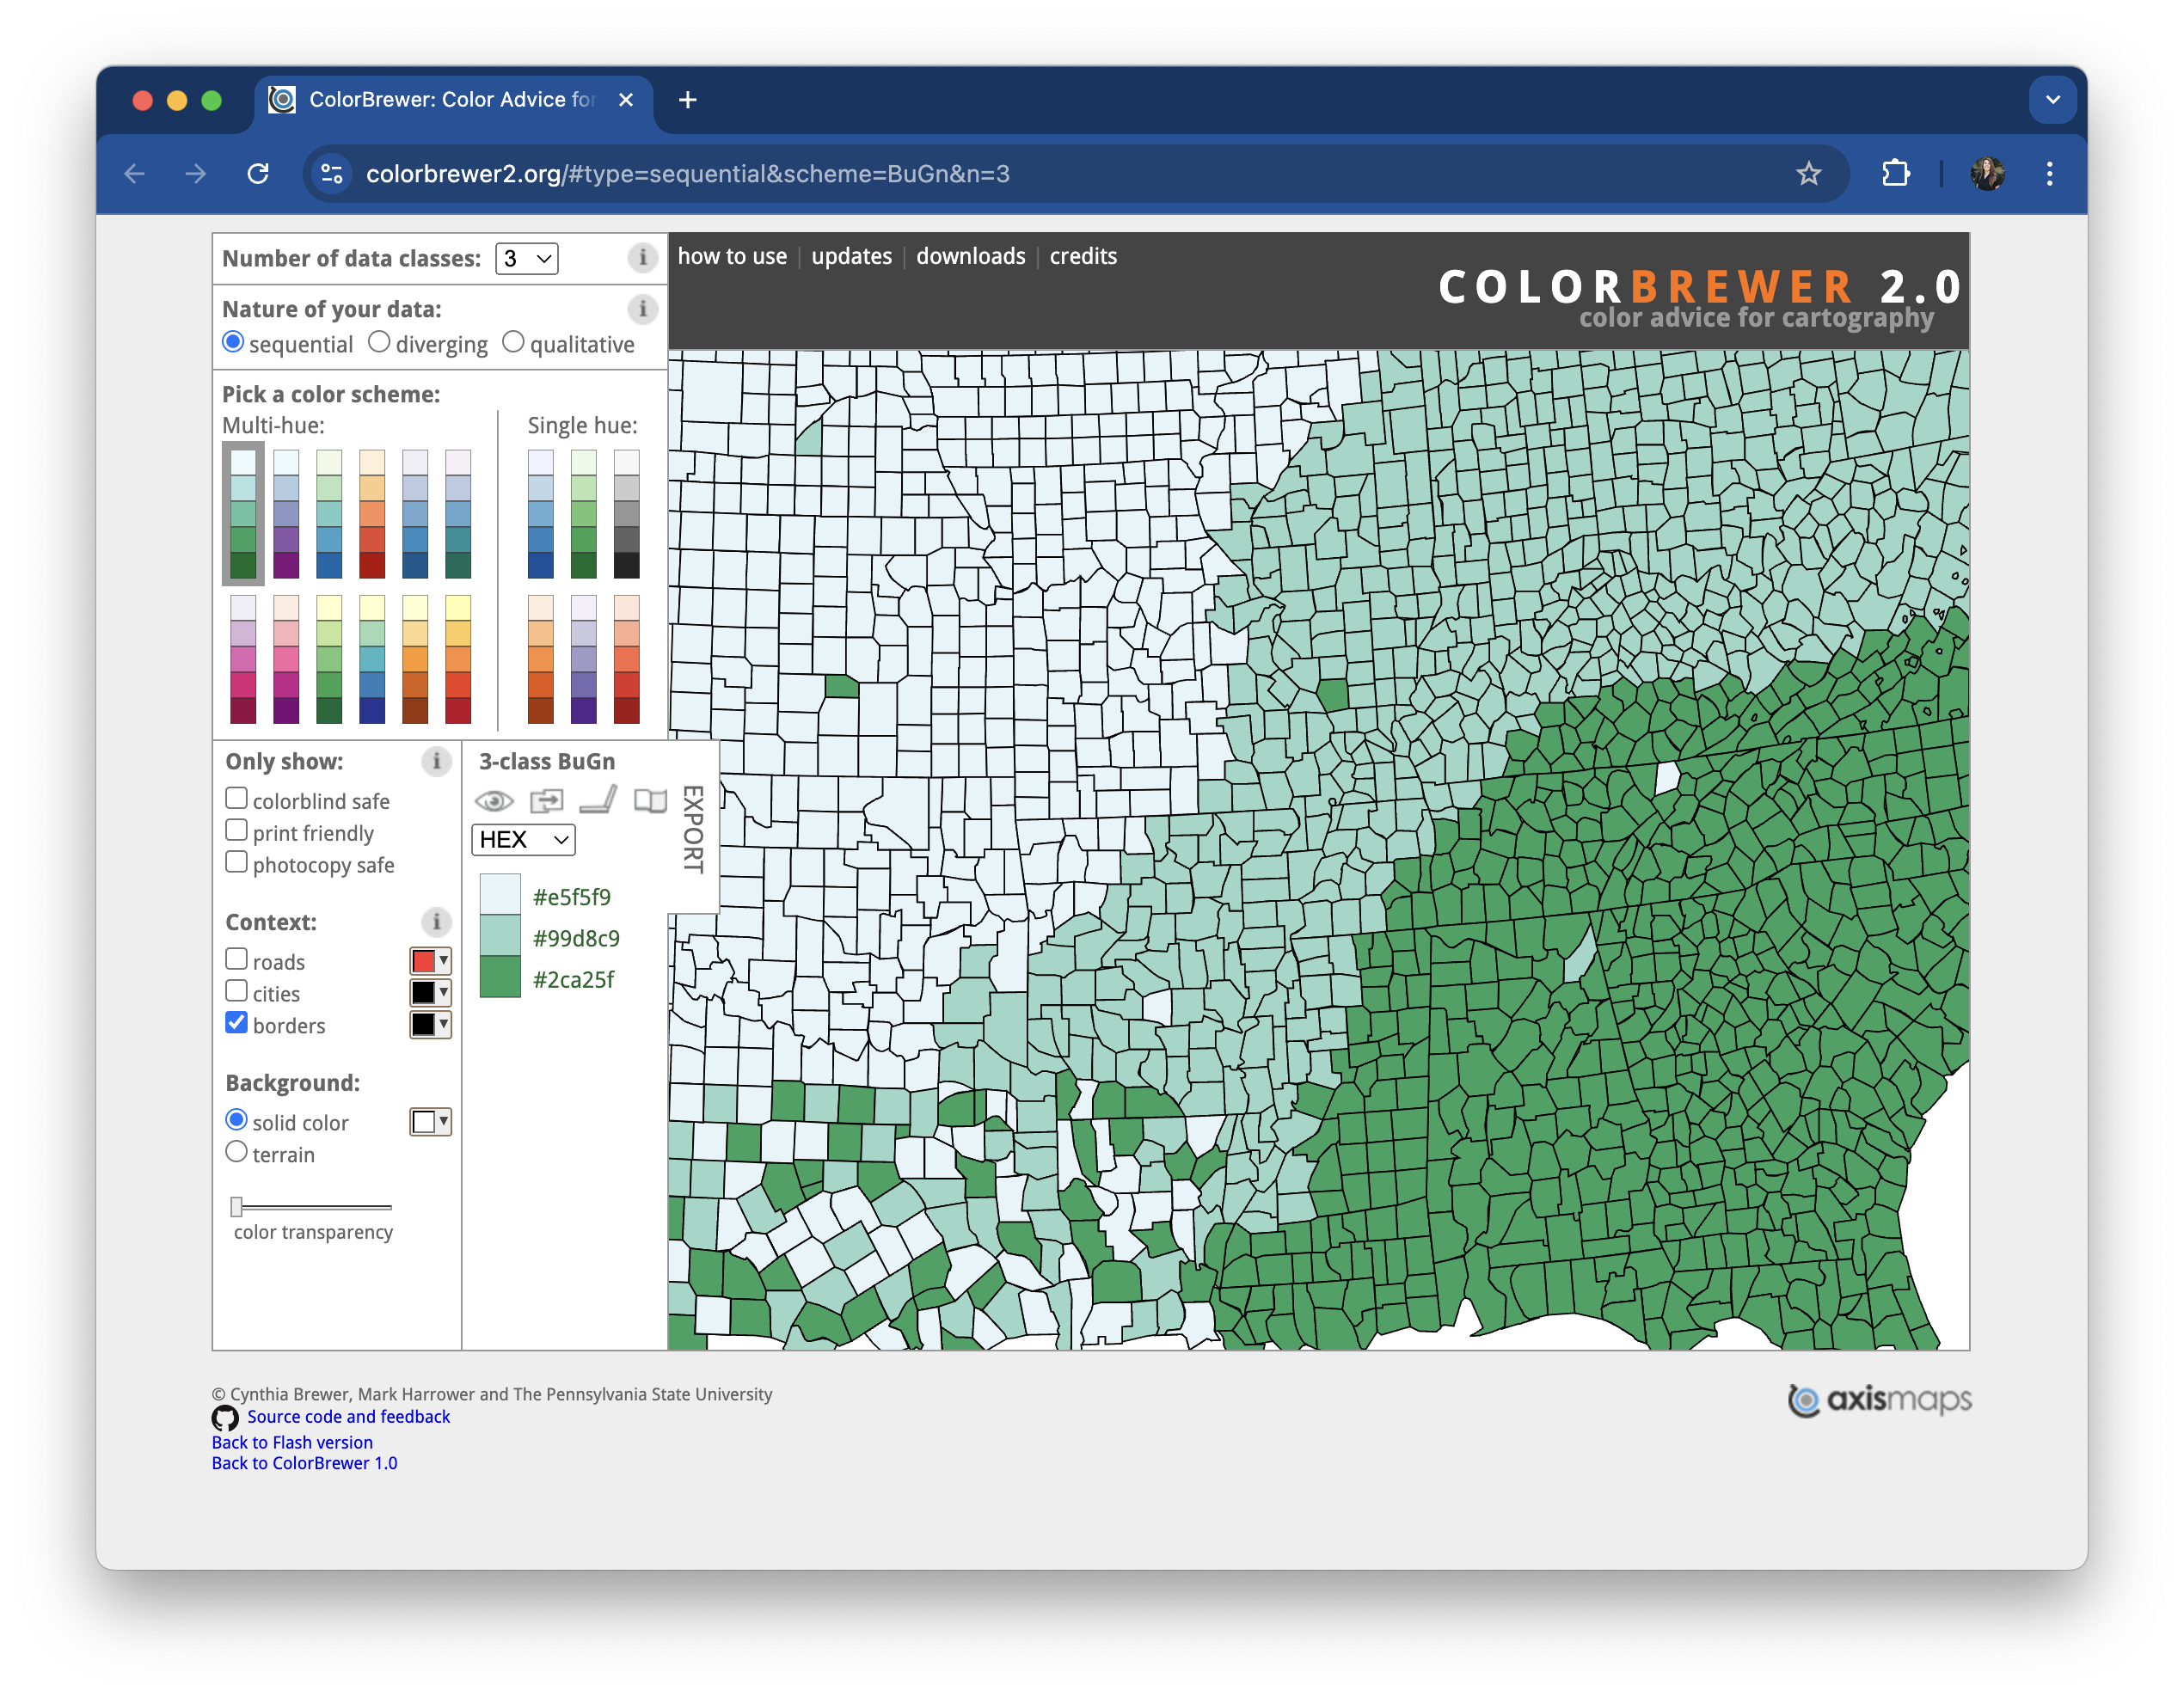 ColorBrewer: Color Advice for
colorbrewer2.org/#type=sequential&scheme=BuGn&n=3
Number of data classes: 3
how to use | updates | downloads | credits
COLORBREWER 2.0
color advice for cartography
Nature of your data:
sequential diverging qualitative
Pick a color scheme:
Multi-hue: Single hue:
Only show:
colorblind safe
print friendly
photocopy safe
Context:
roads
cities
borders
Background:
solid color
terrain
color transparency
3-class BuGn
EXPORT
HEX
#e5f5f9
#99d8c9
#2ca25f
© Cynthia Brewer, Mark Harrower and The Pennsylvania State University
Source code and feedback
Back to Flash version
Back to ColorBrewer 1.0
axismaps